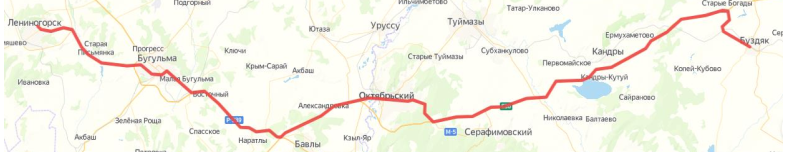 Подгорный
Ильчимбетово
Старые Богады
Лениногорск
Уруссу
Туймазы
Татар-Улканово
Ютаза
Ермухаметово
Буздяк
Старая
Письмянка
Прогресс
Ключи
Старые Туймазы
Субханкулово
Кандры
Бугульма
Крым-Сарай
Акбаш
Первомайское
Копей-Кубово
Ивановка
Малая Бугульма
Кандры-Кутуй
Восточный
Октябрьский
Сайраново
Александровка
Зелёная Роща
Спасское
М-5
Серафимовский
Николаевка
Балтаево
Акбаш
Наратлы
Бавлы
Кзыл-Яр